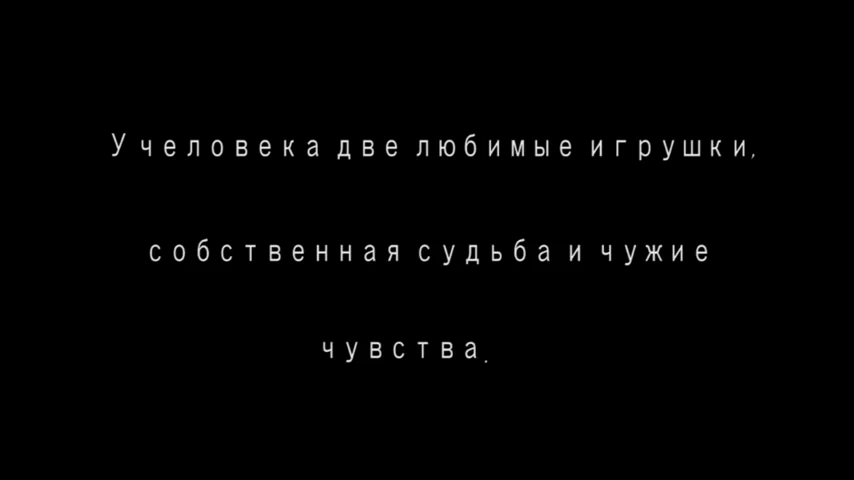 У человека две любимые игрушки,
собственная судьба и чужие
чувства.